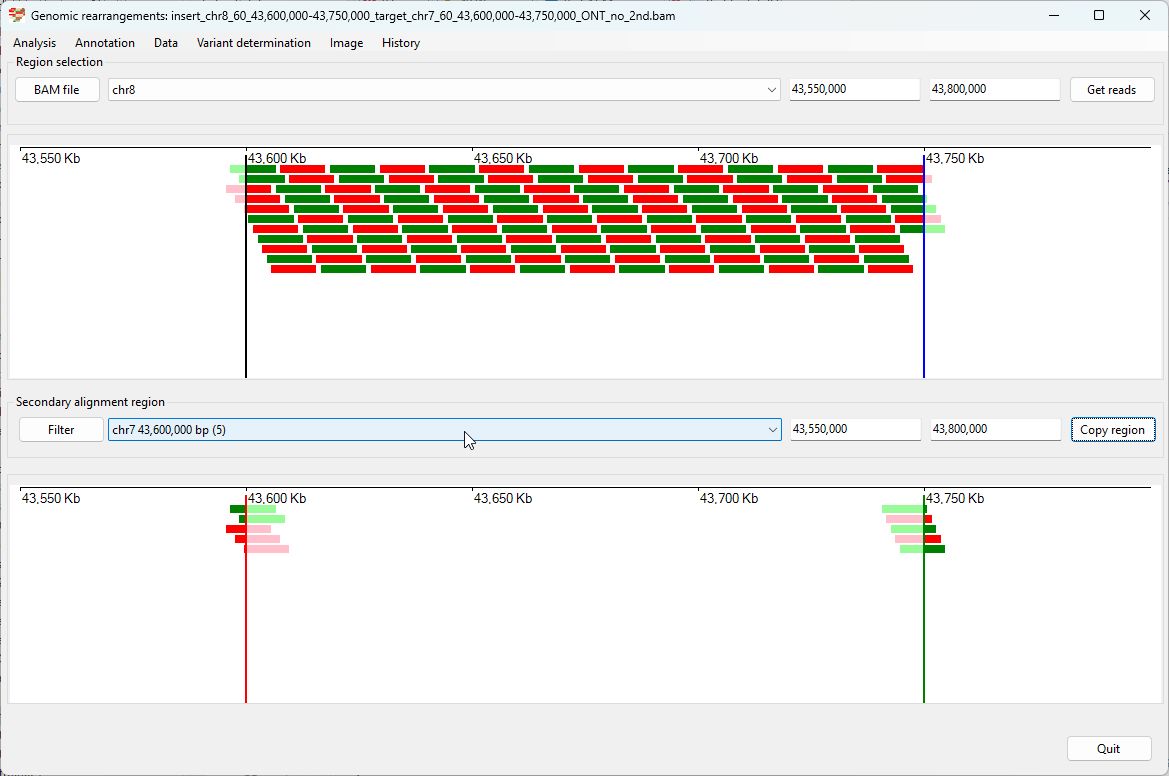 Genomic rearrangements: insert_chr8_60_43,600,000-43,750,000_target_chr7_60_43,600,000-43,750,000_ONT_no_2nd.bam
Analysis Annotation Data Variant determination Image History
Region selection
BAM file chr8 43,550,000 43,800,000 Get reads
43,550 Kb 43,600 Kb 43,650 Kb 43,700 Kb 43,750 Kb
Secondary alignment region
Filter chr7 43,600,000 bp (5) 43,550,000 43,800,000 Copy region
43,550 Kb 43,600 Kb 43,650 Kb 43,700 Kb 43,750 Kb
Quit